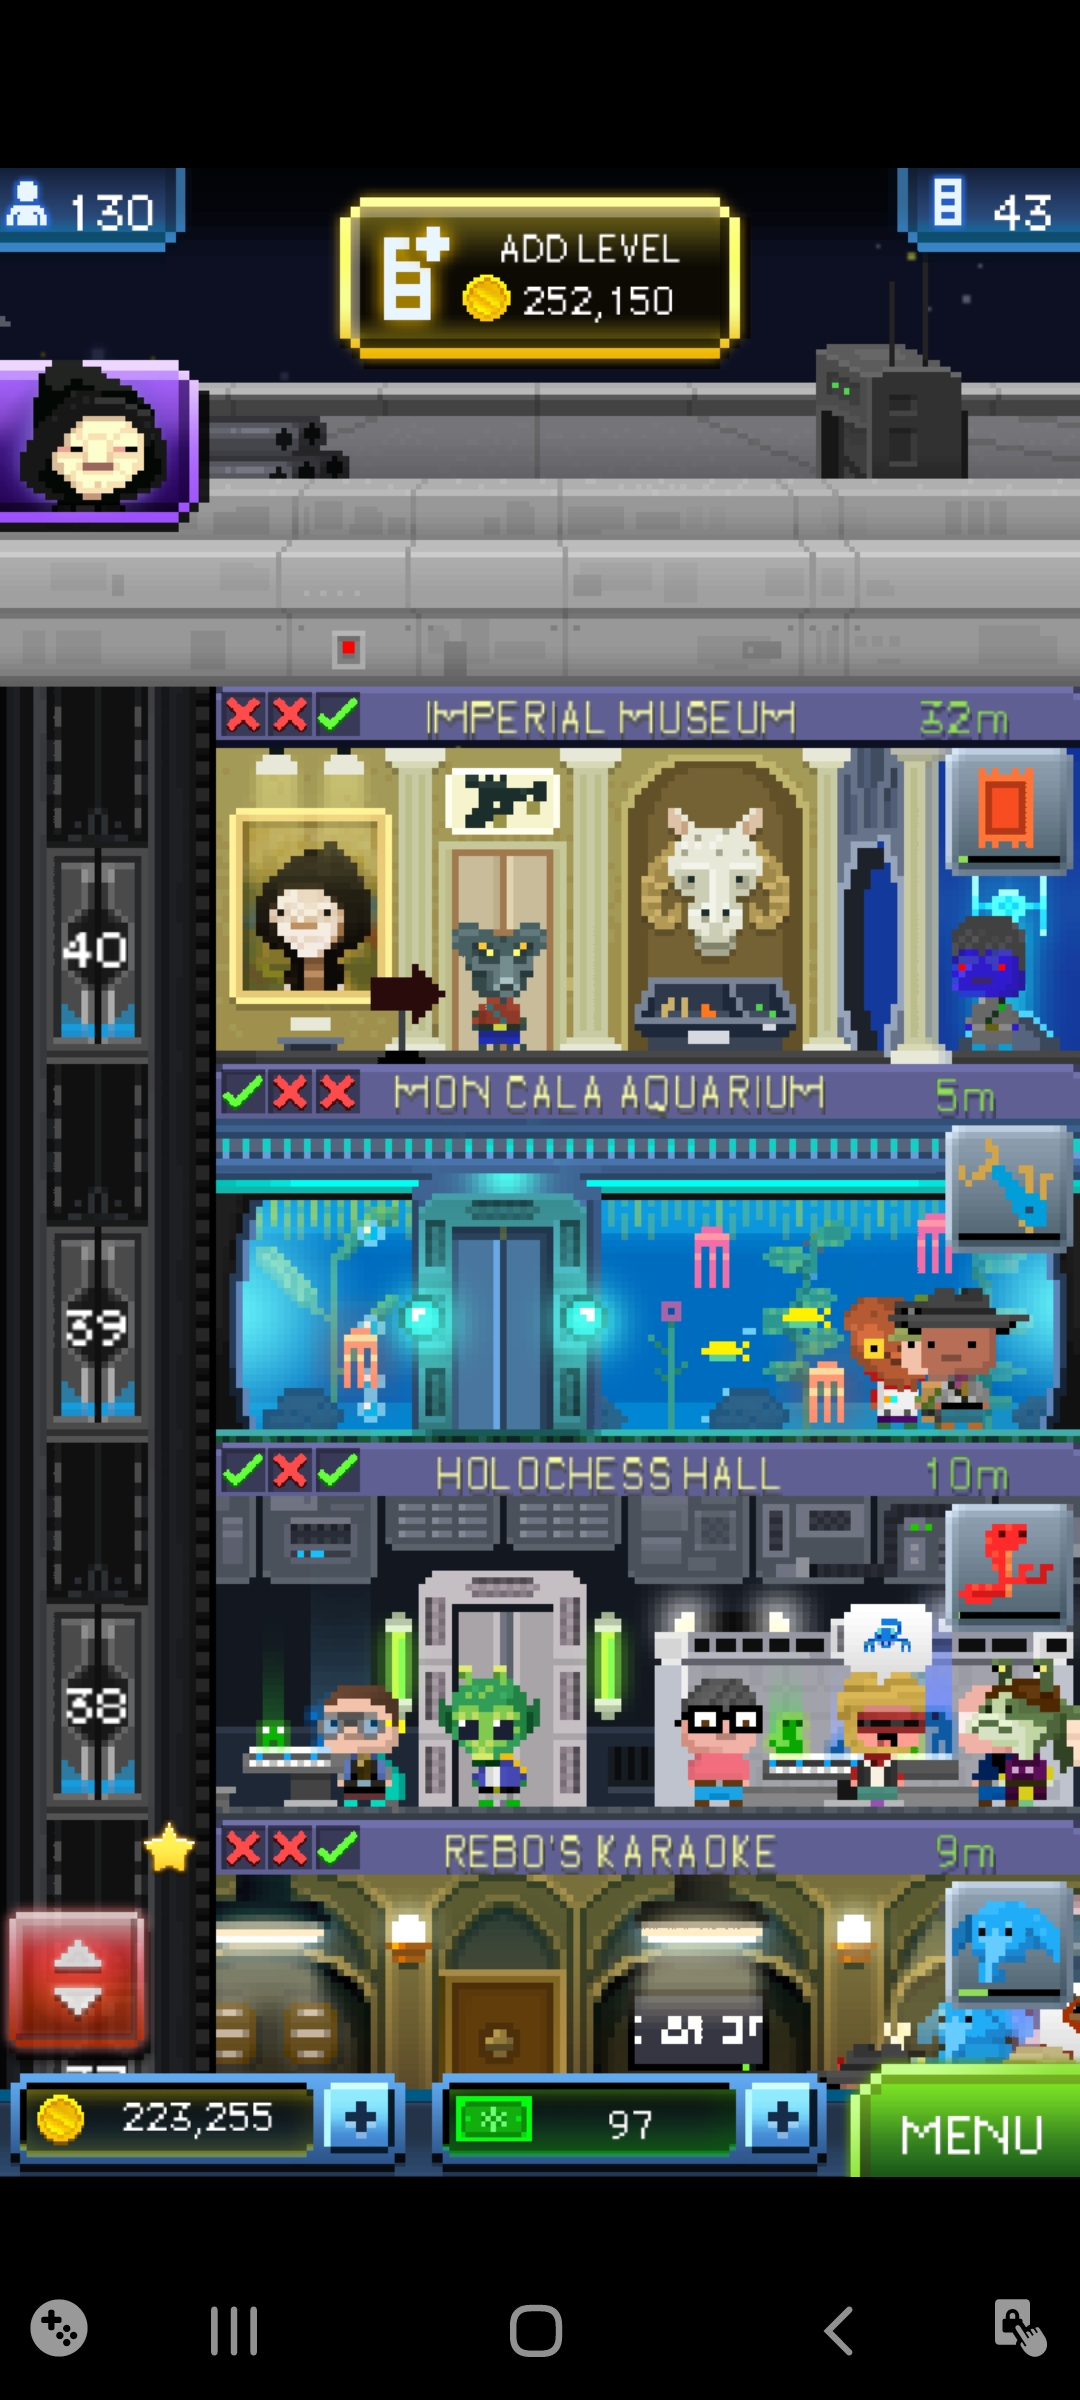 130
ADD LEVEL
252,150
43
IMPERIAL MUSEUM 32m
40
MON CALA AQUARIUM 5m
39
HOLOCHESS HALL 10m
38
REBO'S KARAOKE 9m
223,255
97
MENU